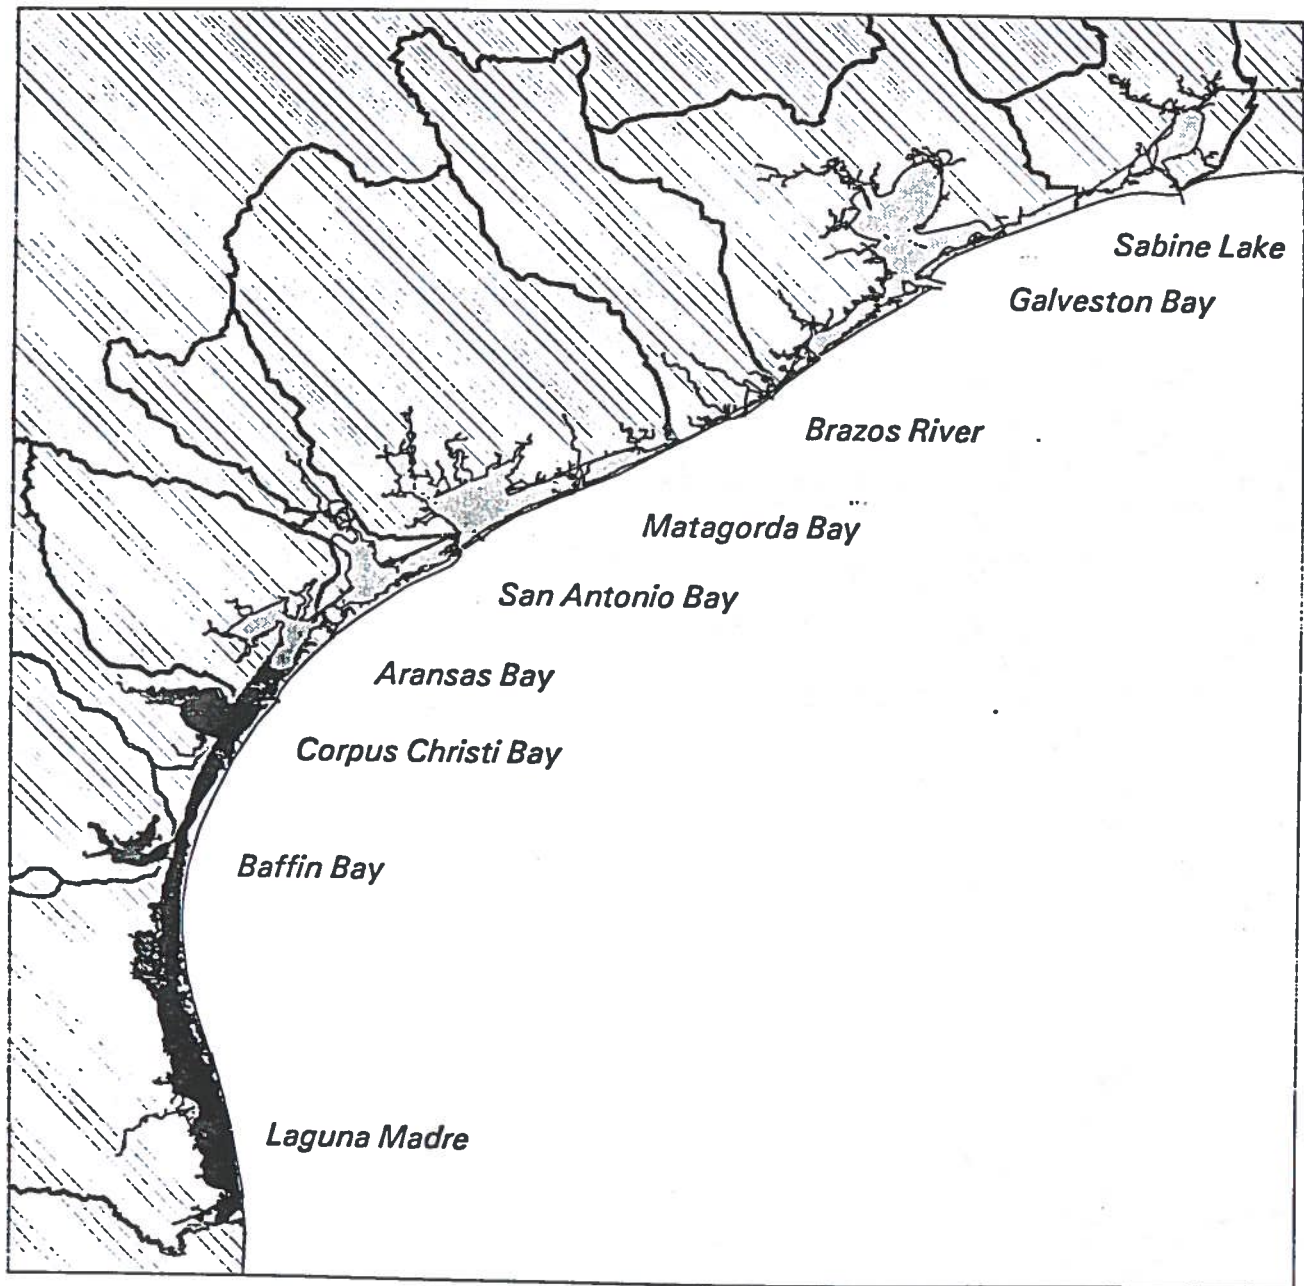 Sabine Lake
Galveston Bay
Brazos River
Matagorda Bay
San Antonio Bay
Aransas Bay
Corpus Christi Bay
Baffin Bay
Laguna Madre